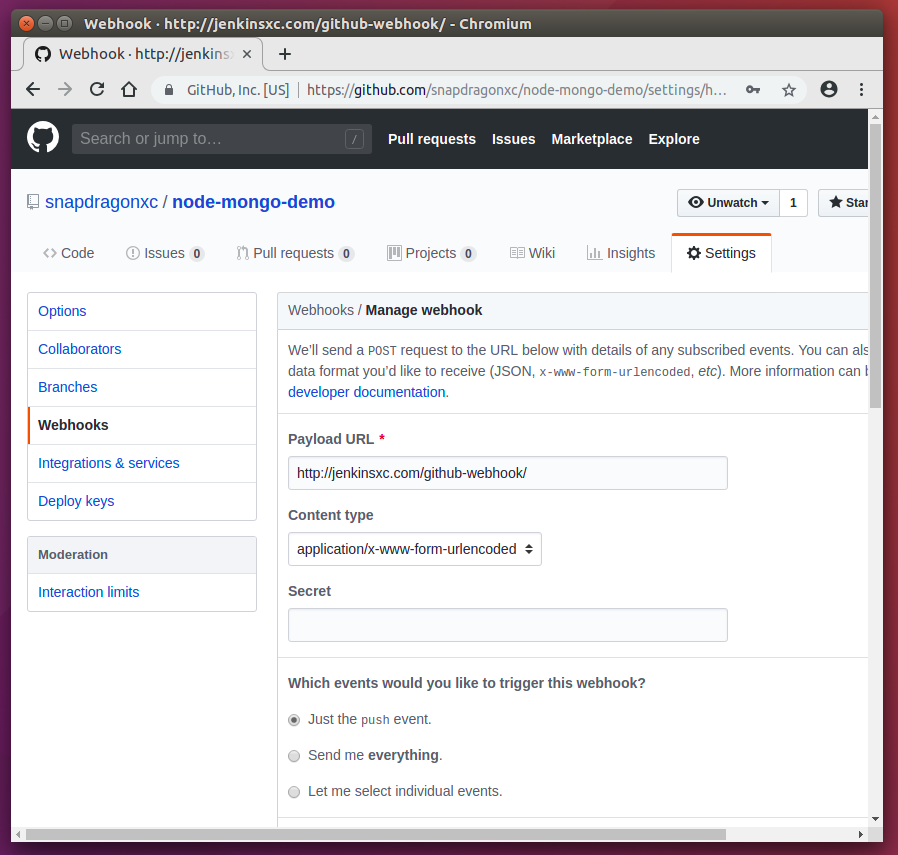 Webhook · http://jenkinsxc.com/github-webhook/ - Chromium
Webhook · http://jenkins
GitHub, Inc. [US] | https://github.com/snapdragonxc/node-mongo-demo/settings/h...
Search or jump to…
/
Pull requests
Issues
Marketplace
Explore
snapdragonxc / node-mongo-demo
Unwatch
1
Star
Code
Issues 0
Pull requests 0
Projects 0
Wiki
Insights
Settings
Options
Collaborators
Branches
Webhooks
Integrations & services
Deploy keys
Moderation
Interaction limits
Webhooks / Manage webhook
We'll send a POST request to the URL below with details of any subscribed events. You can als
data format you'd like to receive (JSON, x-www-form-urlencoded, etc). More information can b
developer documentation.
Payload URL *
http://jenkinsxc.com/github-webhook/
Content type
application/x-www-form-urlencoded
Secret
Which events would you like to trigger this webhook?
Just the push event.
Send me everything.
Let me select individual events.